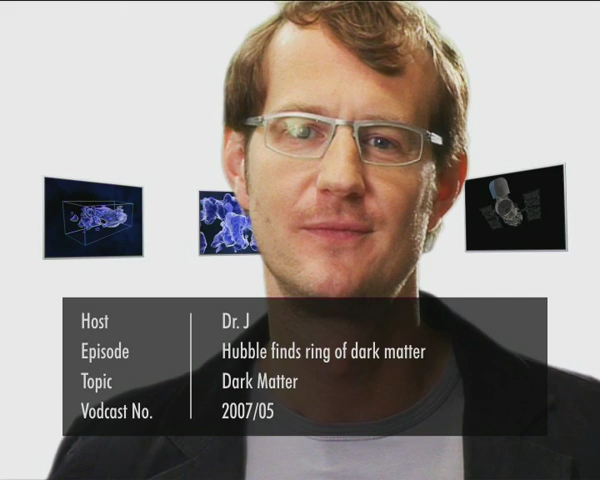 Host Dr. J
Episode Hubble finds ring of dark matter
Topic Dark Matter
Vodcast No. 2007/05